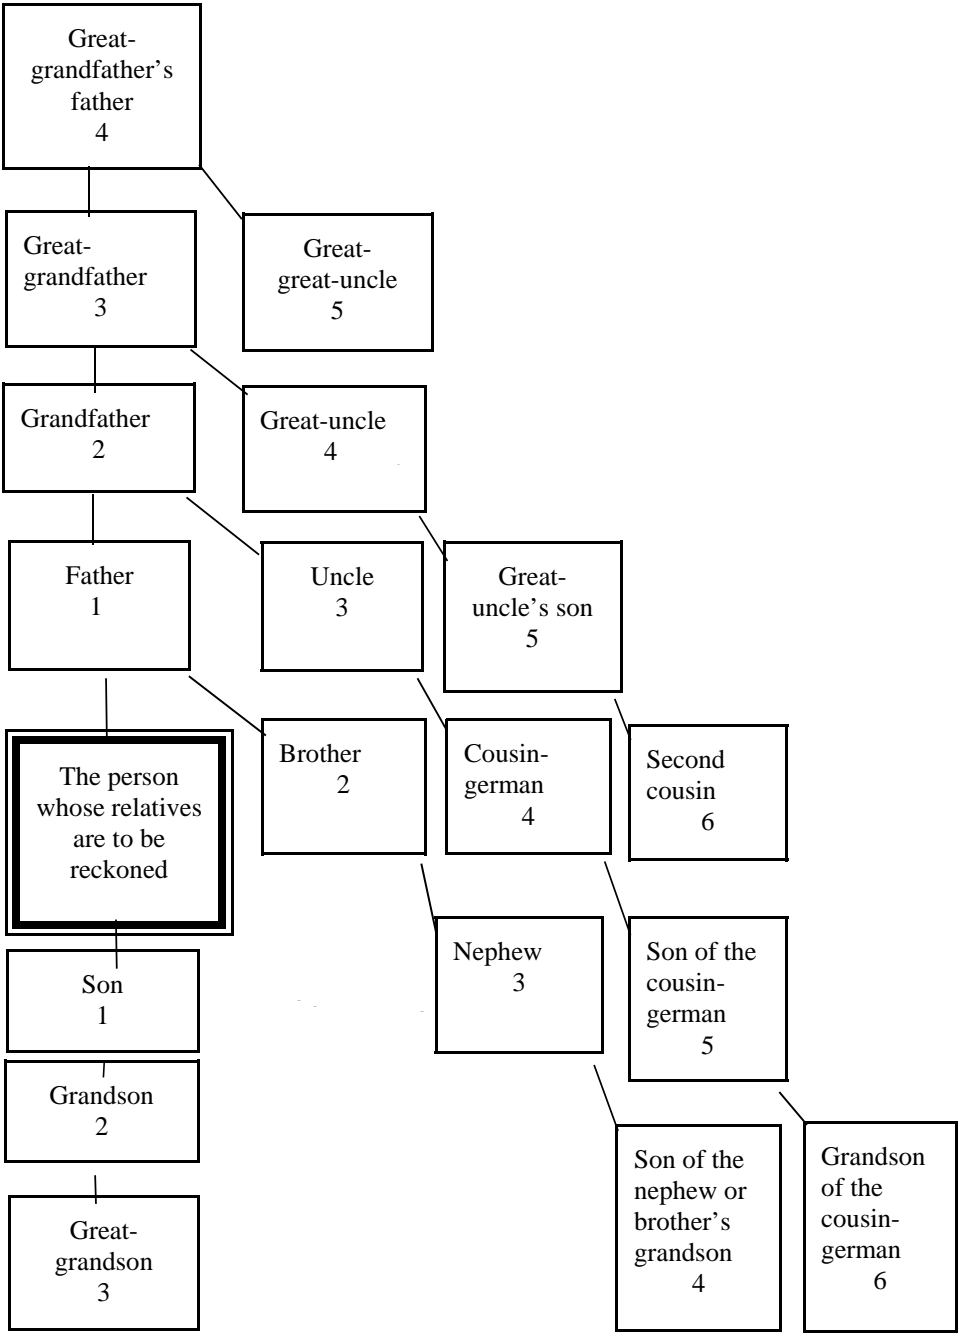 Great-
grandfather’s
father
4
Great-
grandfather
3
Great-
great-uncle
5
Grandfather
2
Great-uncle
4
Father
1
Uncle
3
Great-
uncle’s son
5
The person
whose relatives
are to be
reckoned
Brother
2
Cousin-
german
4
Second
cousin
6
Son
1
Nephew
3
Son of the
cousin-
german
5
Grandson
2
Great-
grandson
3
Son of the
nephew or
brother’s
grandson
4
Grandson
of the
cousin-
german
6